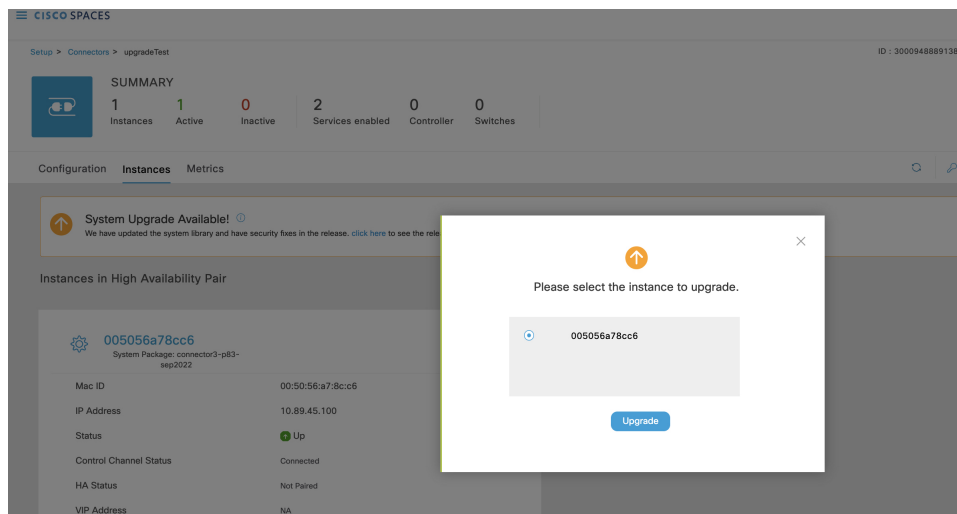 CISCO SPACES
Setup > Connectors > upgradeTest
ID : 3000948889138
SUMMARY
1 1 0 2 0 0
Instances Active Inactive Services enabled Controller Switches
Configuration Instances Metrics
System Upgrade Available!
We have updated the system library and have security fixes in the release. click here to see the rele
Please select the instance to upgrade.
005056a78cc6
Upgrade
Instances in High Availability Pair
005056a78cc6
System Package: connector3-p83-
sep2022
Mac ID 00:50:56:a7:8c:c6
IP Address 10.89.45.100
Status Up
Control Channel Status Connected
HA Status Not Paired
VIP Address NA